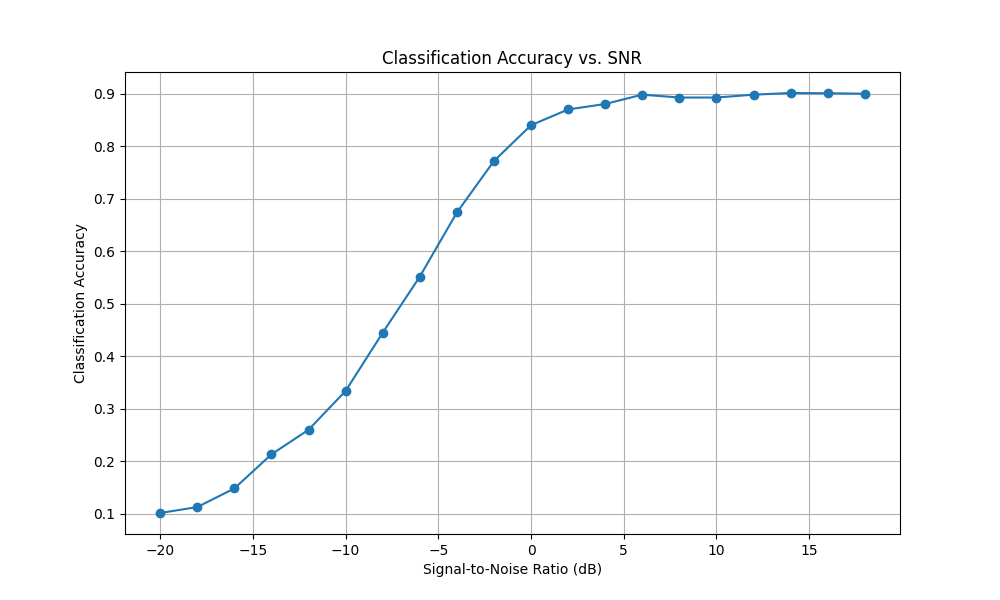 Classification Accuracy vs. SNR
0.9
0.8
0.7
0.6
0.5
0.4
0.3
0.2
0.1
Classification Accuracy
−20 −15 −10 −5 0 5 10 15
Signal-to-Noise Ratio (dB)